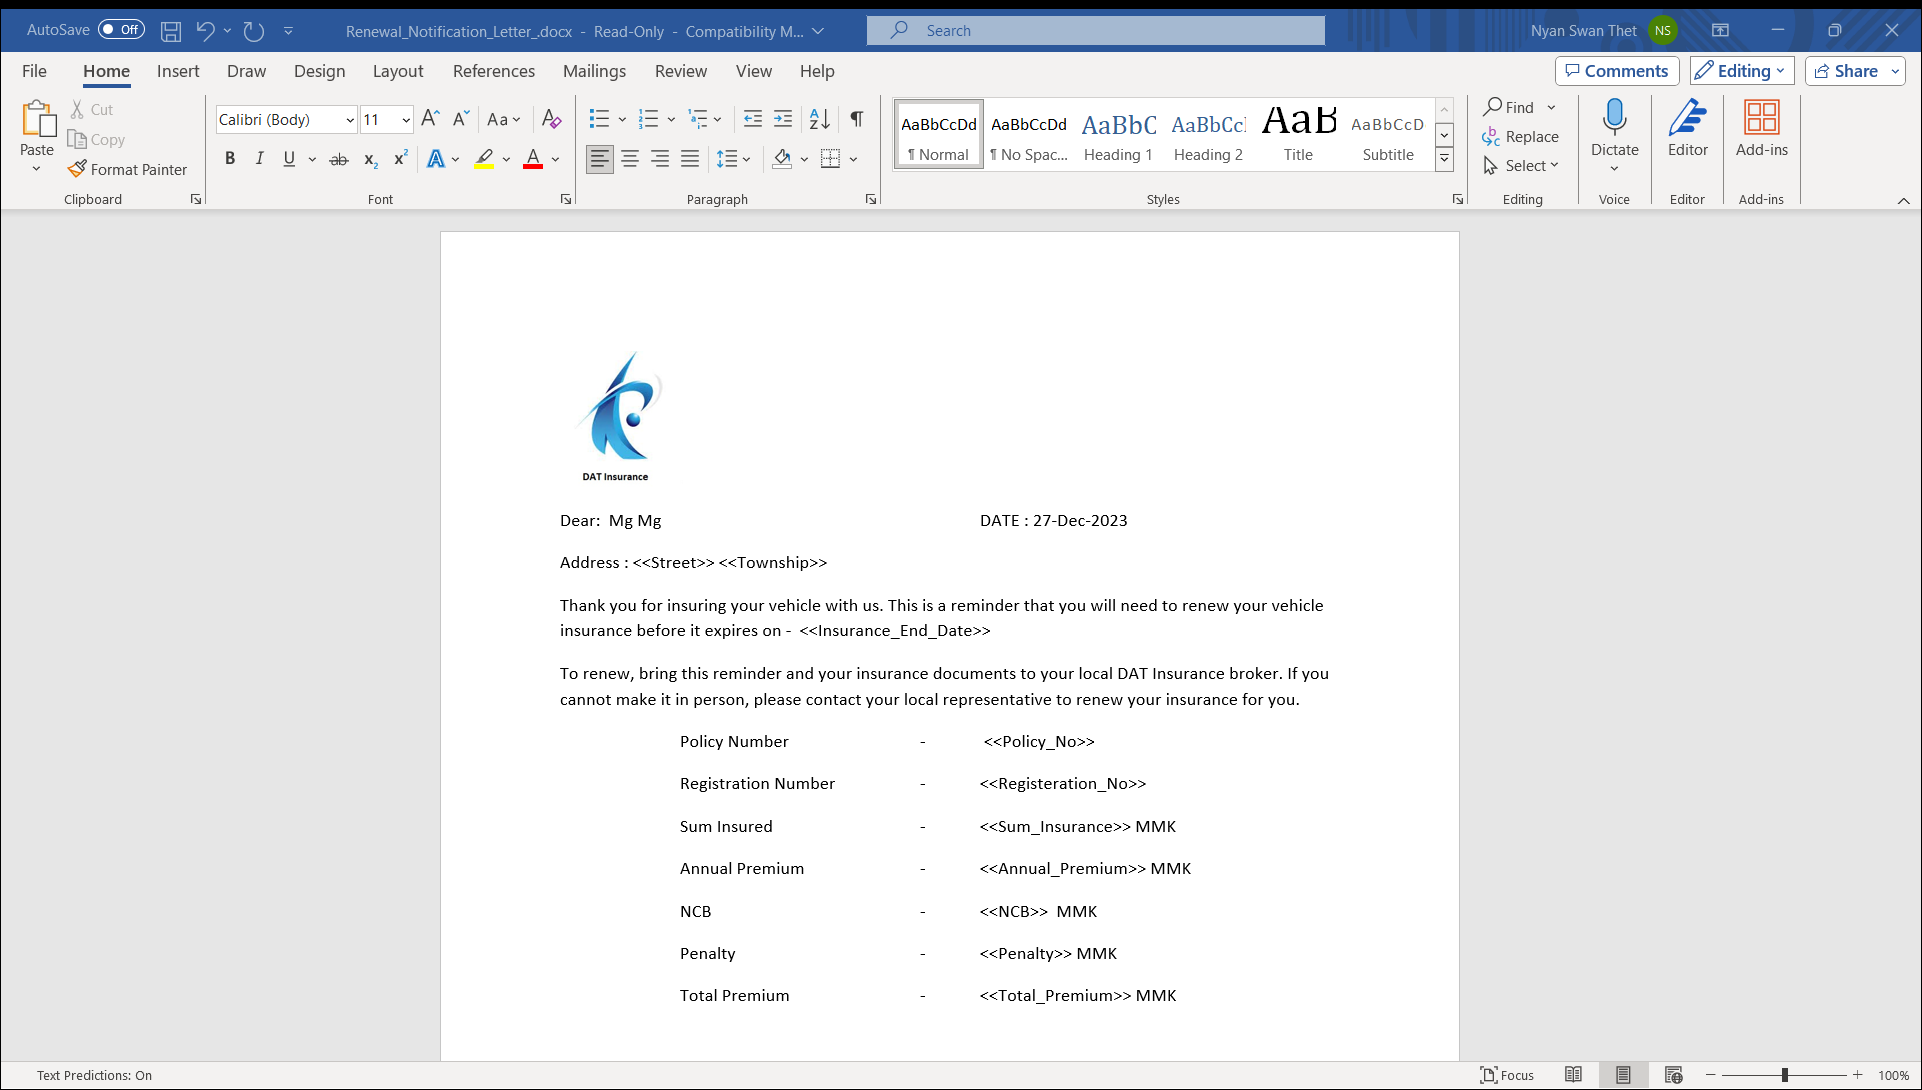 AutoSave Off Renewal_Notification_Letter_.docx - Read-Only - Compatibility M... Search Nyan Swan Thet NS
File Home Insert Draw Design Layout References Mailings Review View Help Comments Editing Share
Paste Cut Copy Format Painter Clipboard
Calibri (Body) 11 Aa B I U ab x2 x2 A A Font
Paragraph
AaBbCcDd AaBbCcDd AaBbC AaBbCcI AaB AaBbCcD
¶ Normal ¶ No Spac... Heading 1 Heading 2 Title Subtitle
Styles
Find Replace Select Editing
Dictate Voice
Editor Editor
Add-ins Add-ins
DAT Insurance
Dear: Mg Mg DATE : 27-Dec-2023
Address : <<Street>> <<Township>>
Thank you for insuring your vehicle with us. This is a reminder that you will need to renew your vehicle
insurance before it expires on - <<Insurance_End_Date>>
To renew, bring this reminder and your insurance documents to your local DAT Insurance broker. If you
cannot make it in person, please contact your local representative to renew your insurance for you.
Policy Number - <<Policy_No>>
Registration Number - <<Registeration_No>>
Sum Insured - <<Sum_Insurance>> MMK
Annual Premium - <<Annual_Premium>> MMK
NCB - <<NCB>> MMK
Penalty - <<Penalty>> MMK
Total Premium - <<Total_Premium>> MMK
Text Predictions: On Focus 100%